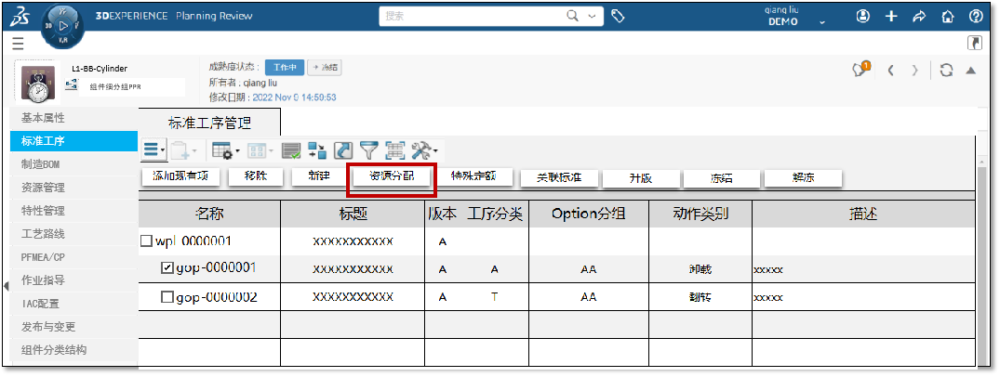 3DEXPERIENCE Planning Review 搜索 qiang liu
DEMO
3D V.R
L1-BB-Cylinder
组件细分组PPR
成熟度状态： 工作中 冻结
所有者：qiang liu
修改日期：2022 Nov 9 14:59:53
1
基本属性
标准工序
制造BOM
资源管理
特性管理
工艺路线
PFMEA/CP
作业指导
IAC配置
发布与变更
组件分类结构
标准工序管理
添加现有项 移除 新建 资源分配 特殊定额 关联标准 升版 冻结 解冻
名称 标题 版本 工序分类 Option分组 动作类别 描述
wpl-0000001 XXXXXXXXXXX A
gop-0000001 XXXXXXXXXXX A A AA 卸载 xxxxx
gop-0000002 XXXXXXXXXXX A T AA 翻转 xxxxx